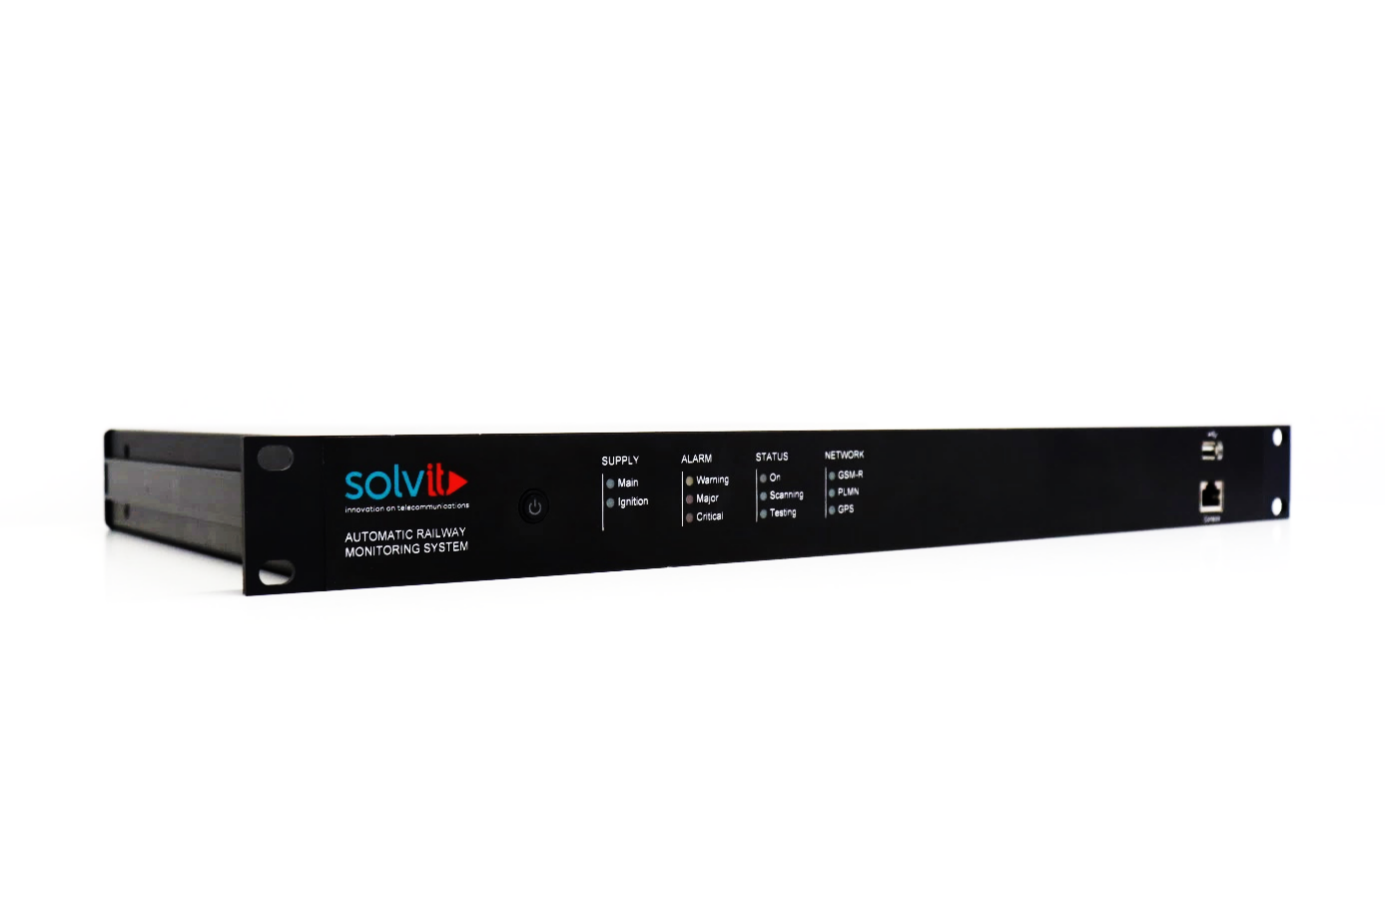 solvit
innovation on telecommunications
AUTOMATIC RAILWAY
MONITORING SYSTEM
SUPPLY
Main
Ignition
ALARM
Warning
Major
Critical
STATUS
On
Scanning
Testing
NETWORK
GSM-R
PLMN
GPS